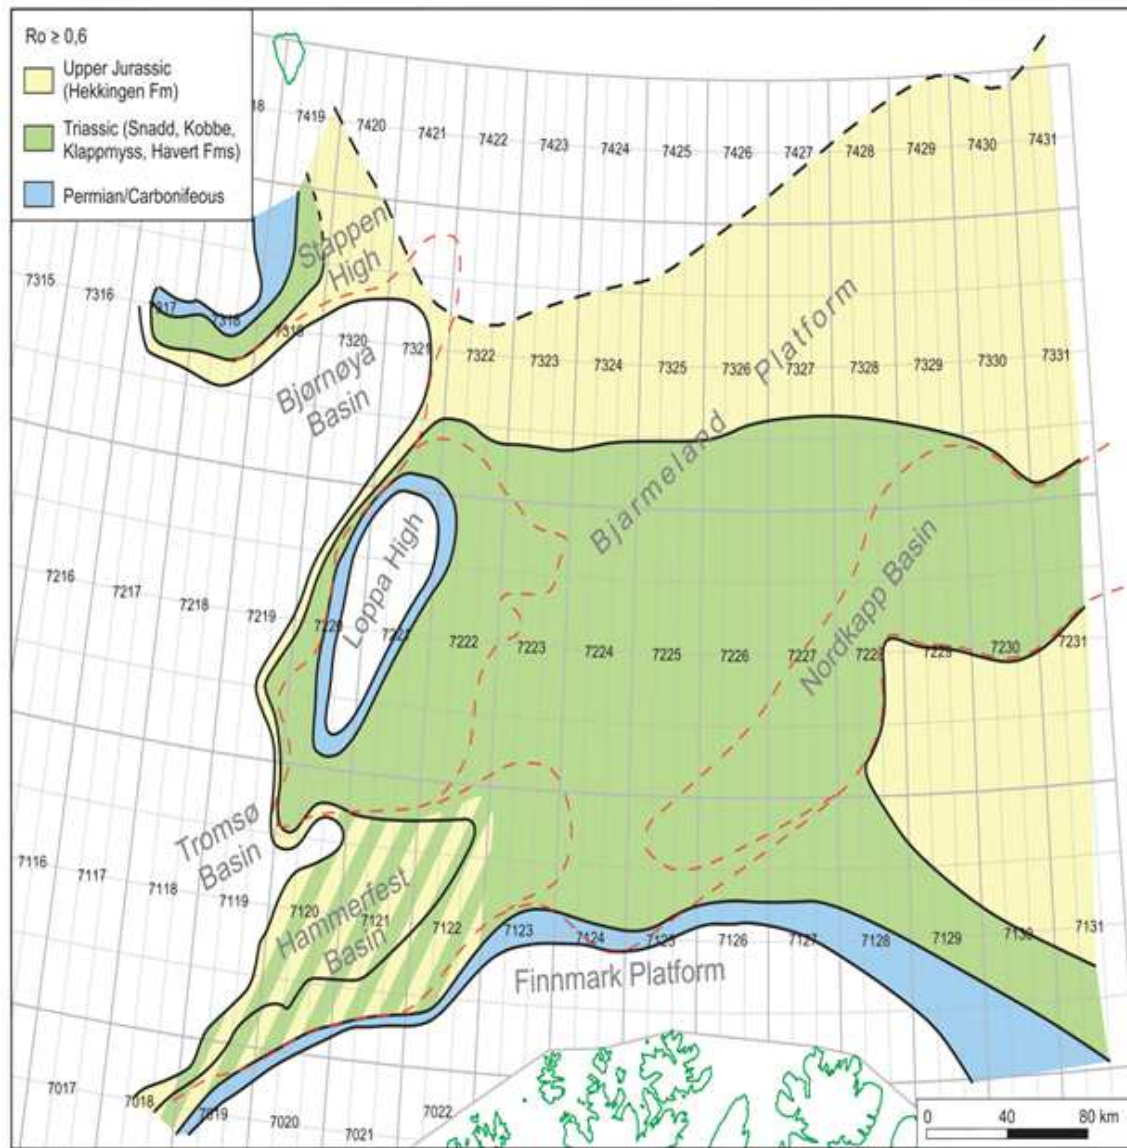 Ro ≥ 0,6
Upper Jurassic
(Hekkingen Fm)
Triassic (Snadd, Kobbe,
Klappmyss, Havert Fms)
Permian/Carbonifeous
18 7419 7420 7421 7422 7423 7424 7425 7426 7427 7428 7429 7430 7431
Stappen
High
7315 7316 7317 7318 7319 7320 7321 7322 7323 7324 7325 7326 7327 7328 7329 7330 7331
Bjørnøya
Basin
Bjarmeland Platform
Loppa High
Nordkapp Basin
7216 7217 7218 7219 7220 7221 7222 7223 7224 7225 7226 7227 7228 7229 7230 7231
Tromsø
Basin
Hammerfest
Basin
7116 7117 7118 7119 7120 7121 7122 7123 7124 7125 7126 7127 7128 7129 7130 7131
Finnmark Platform
7017 7018 7019 7020 7021 7022
0 40 80 km